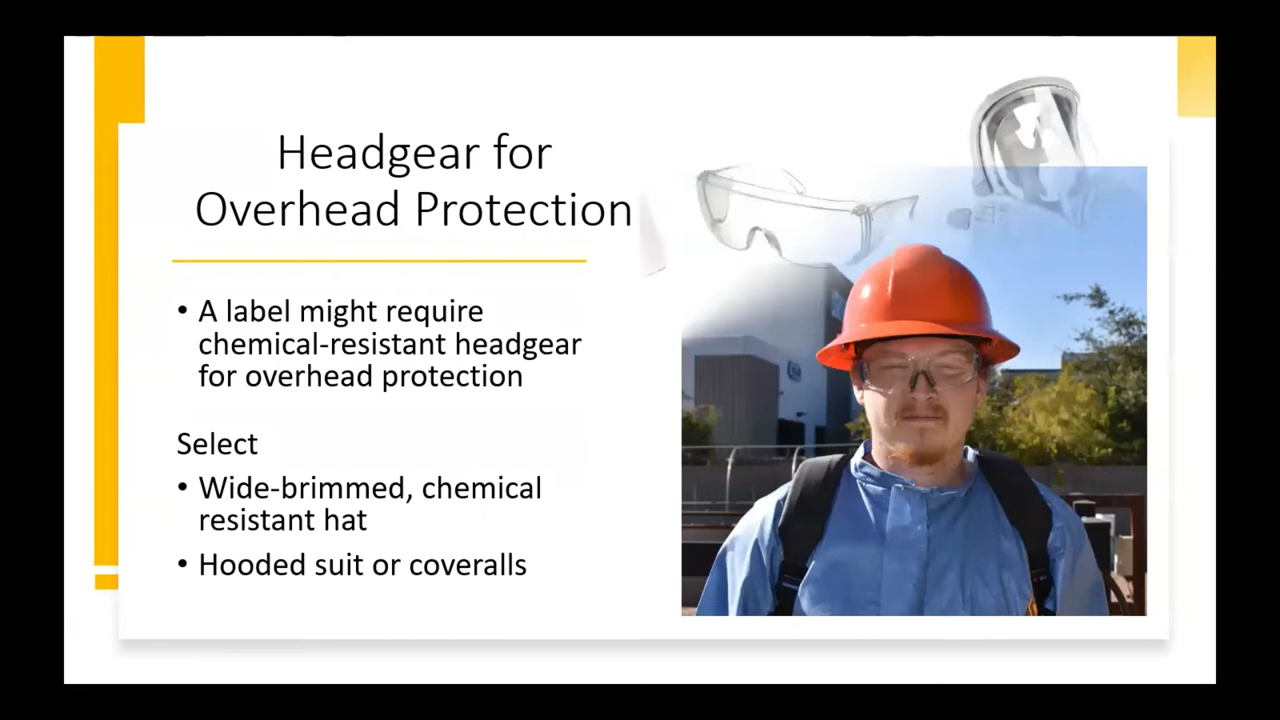 Headgear for
Overhead Protection
• A label might require
chemical-resistant headgear
for overhead protection
Select
• Wide-brimmed, chemical
resistant hat
• Hooded suit or coveralls